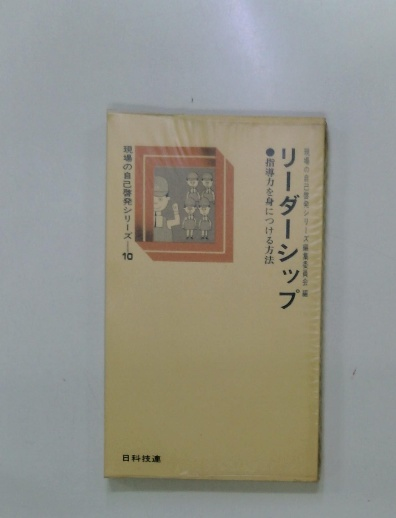 現場の自己啓発シリーズ編集委員会編
リーダーシップ
●指導力を身につける方法
現場の自己啓発シリーズ—10
日科技連